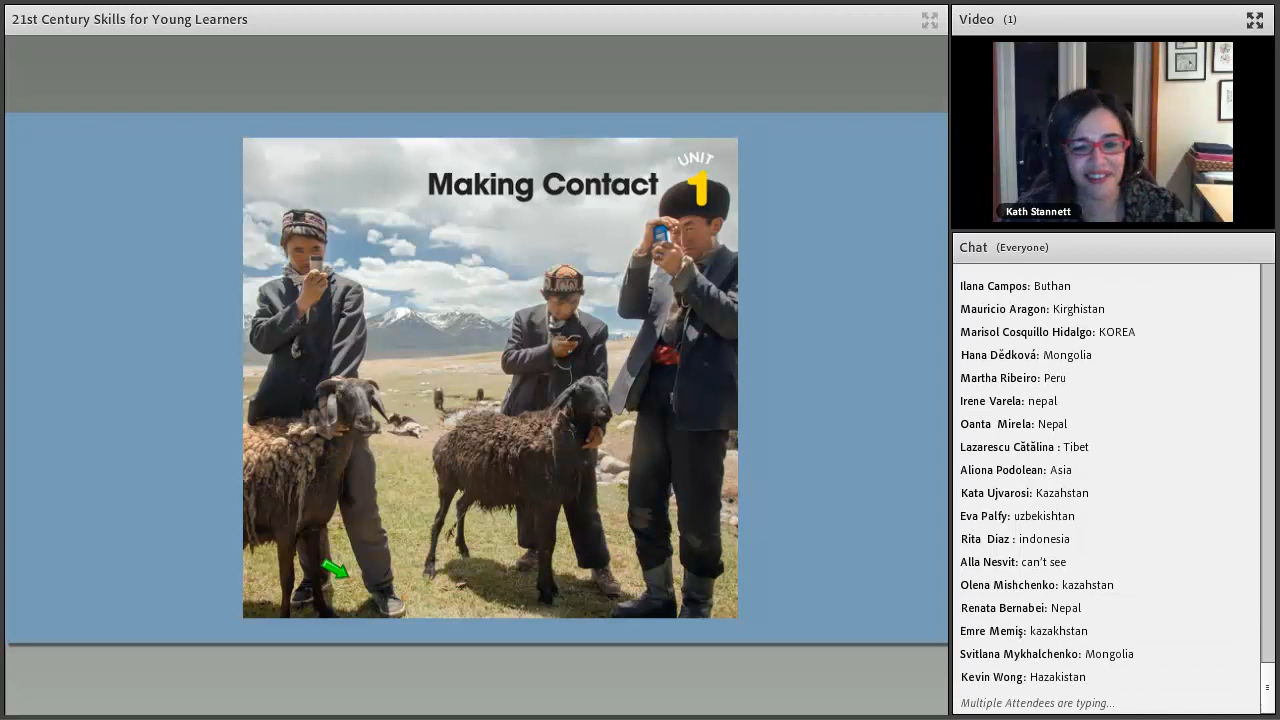 21st Century Skills for Young Learners
Making Contact
UNIT
1
Video (1)
Kath Stannett
Chat (Everyone)
Ilana Campos: Buthan
Mauricio Aragon: Kirghistan
Marisol Cosquillo Hidalgo: KOREA
Hana Dĕdková: Mongolia
Martha Ribeiro: Peru
Irene Varela: nepal
Oanta Mirela: Nepal
Lazarescu Cătălina : Tibet
Aliona Podolean: Asia
Kata Ujvarosi: Kazahstan
Eva Palfy: uzbekishtan
Rita Diaz : indonesia
Alla Nesvit: can't see
Olena Mishchenko: kazahstan
Renata Bernabei: Nepal
Emre Memiş: kazakhstan
Svitlana Mykhalchenko: Mongolia
Kevin Wong: Hazakistan
Multiple Attendees are typing...